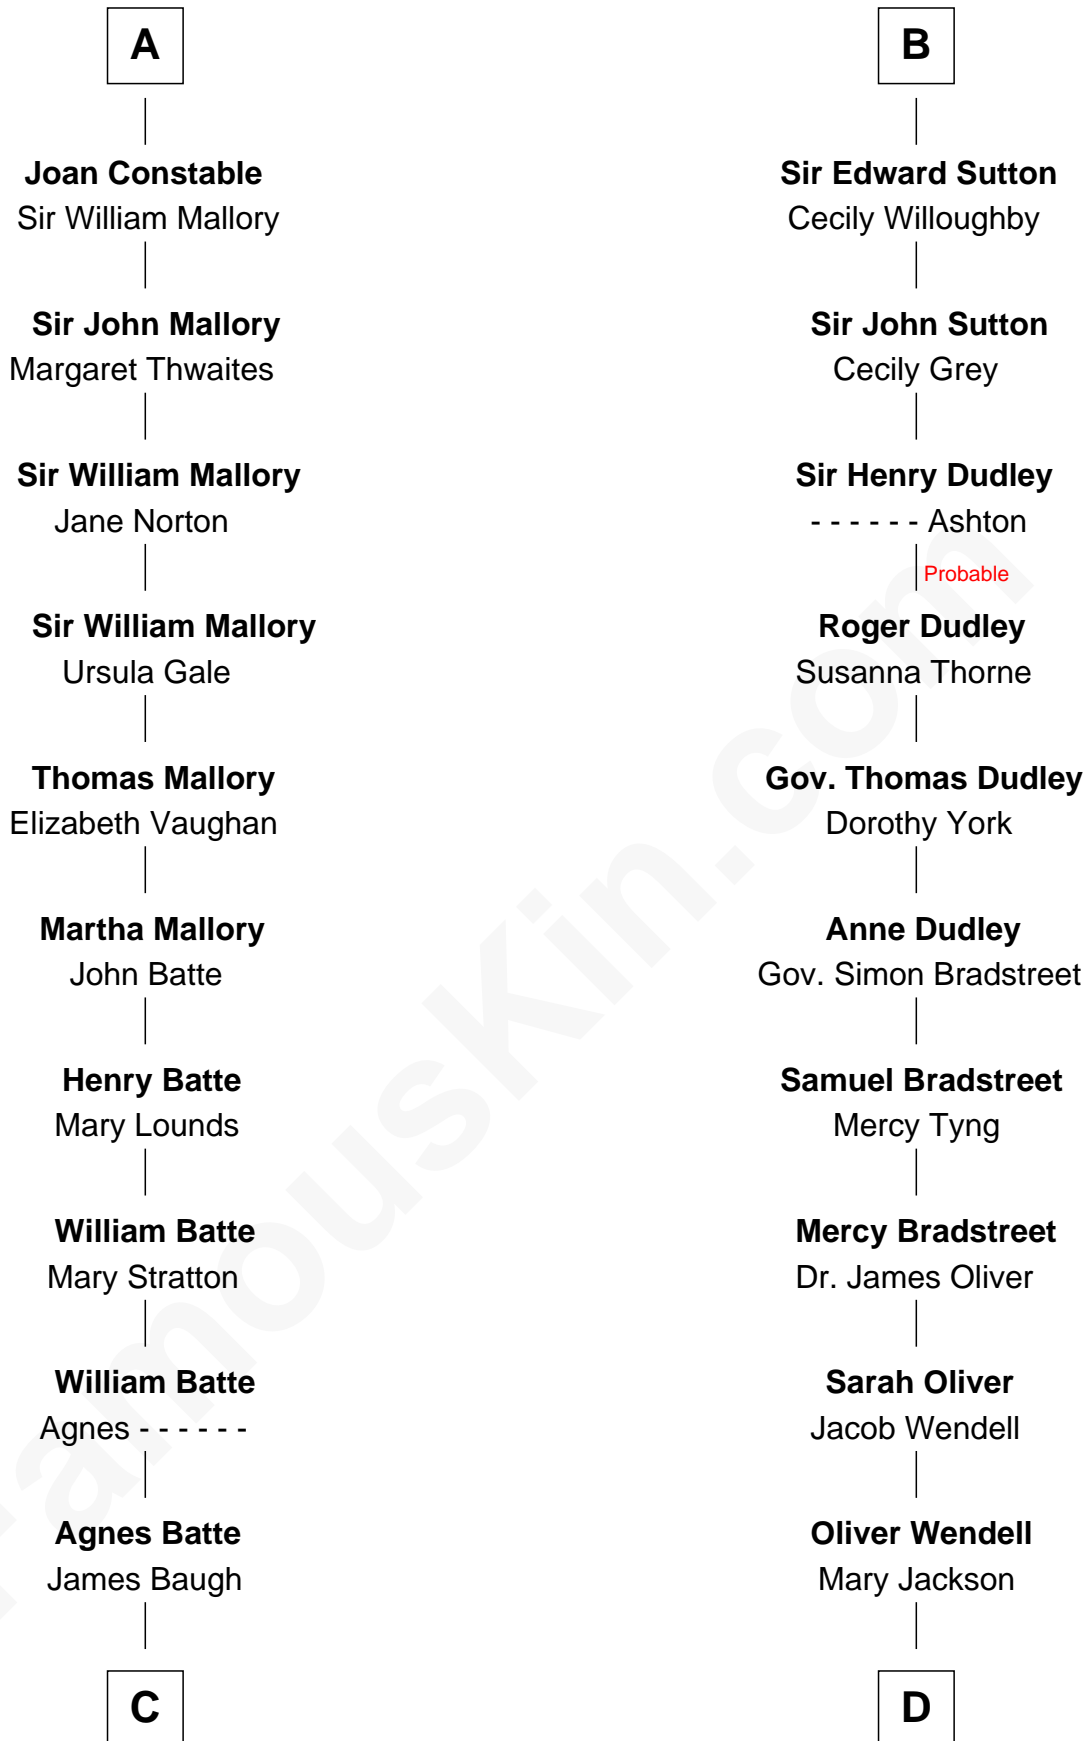 A
Joan Constable
Sir William Mallory
Sir John Mallory
Margaret Thwaites
Sir William Mallory
Jane Norton
Sir William Mallory
Ursula Gale
Thomas Mallory
Elizabeth Vaughan
Martha Mallory
John Batte
Henry Batte
Mary Lounds
William Batte
Mary Stratton
William Batte
Agnes - - - - - -
Agnes Batte
James Baugh
C
B
Sir Edward Sutton
Cecily Willoughby
Sir John Sutton
Cecily Grey
Sir Henry Dudley
- - - - - - Ashton
Probable
Roger Dudley
Susanna Thorne
Gov. Thomas Dudley
Dorothy York
Anne Dudley
Gov. Simon Bradstreet
Samuel Bradstreet
Mercy Tyng
Mercy Bradstreet
Dr. James Oliver
Sarah Oliver
Jacob Wendell
Oliver Wendell
Mary Jackson
D
FamousKin.com